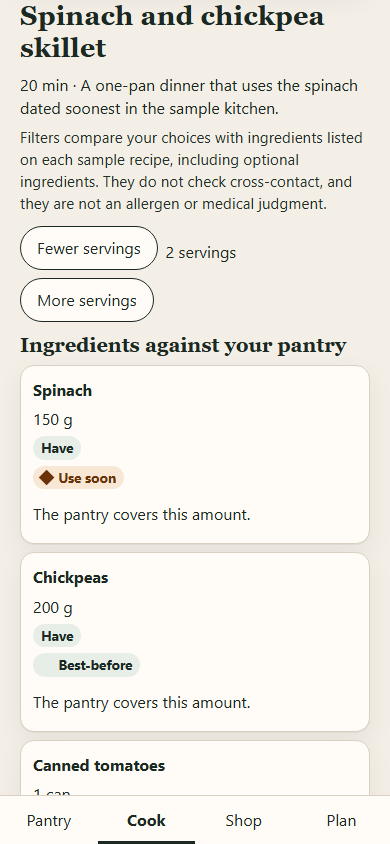 Spinach and chickpea
skillet
20 min · A one-pan dinner that uses the spinach
dated soonest in the sample kitchen.
Filters compare your choices with ingredients listed
on each sample recipe, including optional
ingredients. They do not check cross-contact, and
they are not an allergen or medical judgment.
Fewer servings
2 servings
More servings
Ingredients against your pantry
Spinach
150 g
Have
Use soon
The pantry covers this amount.
Chickpeas
200 g
Have
Best-before
The pantry covers this amount.
Canned tomatoes
1 can
Pantry
Cook
Shop
Plan